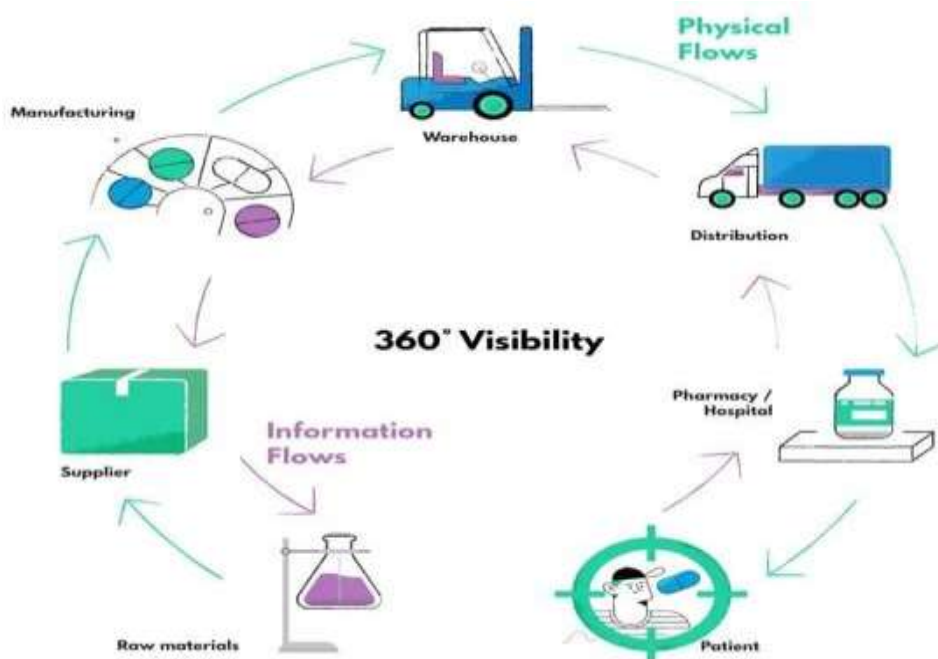 Physical
Flows
Manufacturing
Warehouse
Distribution
360° Visibility
Pharmacy /
Hospital
Information
Flows
Supplier
Raw materials
Patient